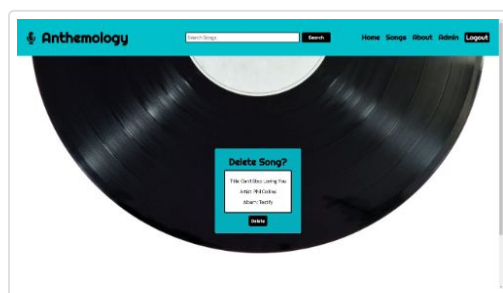 Anthemology
Search Songs
Search
Home Songs About Admin Logout
Delete Song?
Title: Can't Stop Loving You
Artist: Phil Collins
Album: Testify
Delete